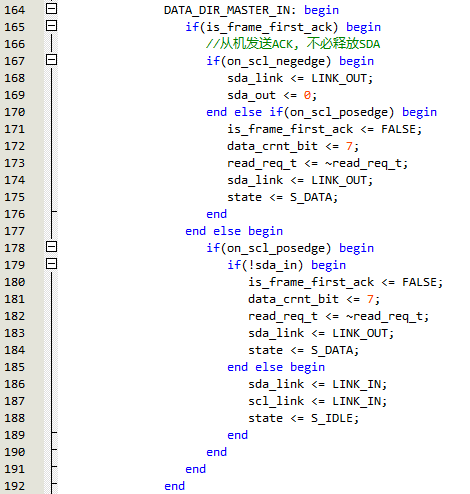 164 DATA_DIR_MASTER_IN: begin
165 if(is_frame_first_ack) begin
166 //从机发送ACK, 不必释放SDA
167 if(on_scl_negedge) begin
168 sda_link <= LINK_OUT;
169 sda_out <= 0;
170 end else if(on_scl_posedge) begin
171 is_frame_first_ack <= FALSE;
172 data_crnt_bit <= 7;
173 read_req_t <= ~read_req_t;
174 sda_link <= LINK_OUT;
175 state <= S_DATA;
176 end
177 end else begin
178 if(on_scl_posedge) begin
179 if(!sda_in) begin
180 is_frame_first_ack <= FALSE;
181 data_crnt_bit <= 7;
182 read_req_t <= ~read_req_t;
183 sda_link <= LINK_OUT;
184 state <= S_DATA;
185 end else begin
186 sda_link <= LINK_IN;
187 scl_link <= LINK_IN;
188 state <= S_IDLE;
189 end
190 end
191 end
192 end